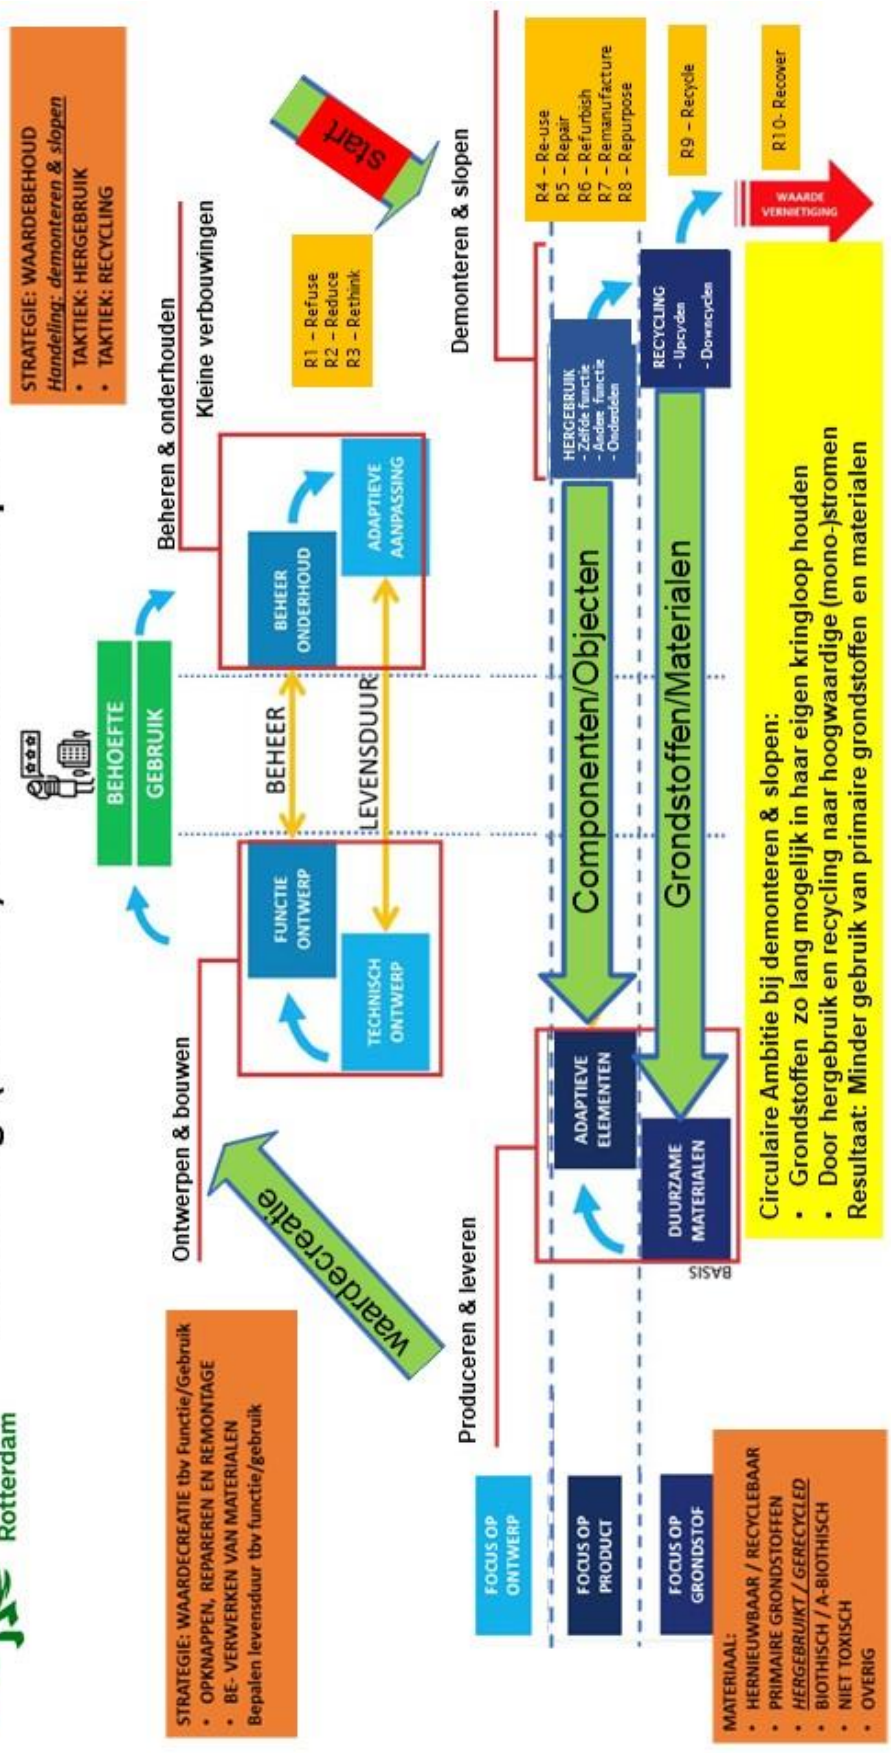 Rotterdam
STRATEGIE: WAARDECREATIE tbv Functie/Gebruik
• OPKNAPPEN, REPAREREN EN REMONTAGE
• BE- VERWERKEN VAN MATERIALEN
Bepalen levensduur tbv functie/gebruik
waardecreatie
Ontwerpen & bouwen
FUNCTIE
ONTWERP
TECHNISCH
ONTWERP
BEHOEFTE
GEBRUIK
BEHEER
LEVENSDUUR
Beheren & onderhouden
Kleine verbouwingen
BEHEER
ONDERHOUD
ADAPTIEVE
AANPASSING
STRATEGIE: WAARDEBEHOUD
Handeling: demonteren & slopen
• TAKTIEK: HERGEBRUIK
• TAKTIEK: RECYCLING
R1 – Refuse
R2 – Reduce
R3 – Rethink
start
Demonteren & slopen
R4 – Re-use
R5 – Repair
R6 – Refurbish
R7 – Remanufacture
R8 – Repurpose
R9 – Recycle
R10- Recover
WAARDE
VERNIETIGING
HERGEBRUIK
- Zelfde functie
- Andere functie
- Onderdelen
RECYCLING
- Upcyclen
- Downcyclen
Componenten/Objecten
Grondstoffen/Materialen
Produceren & leveren
ADAPTIEVE
ELEMENTEN
DUURZAME
MATERIALEN
BASIS
FOCUS OP
ONTWERP
FOCUS OP
PRODUCT
FOCUS OP
GRONDSTOF
MATERIAAL:
• HERNIEUWBAAR / RECYCLEBAAR
• PRIMAIRE GRONDSTOFFEN
• HERGEBRUIKT / GERECYCLED
• BIOTHISCH / A-BIOTHISCH
• NIET TOXISCH
• OVERIG
Circulaire Ambitie bij demonteren & slopen:
• Grondstoffen zo lang mogelijk in haar eigen kringloop houden
• Door hergebruik en recycling naar hoogwaardige (mono-)stromen
Resultaat: Minder gebruik van primaire grondstoffen en materialen